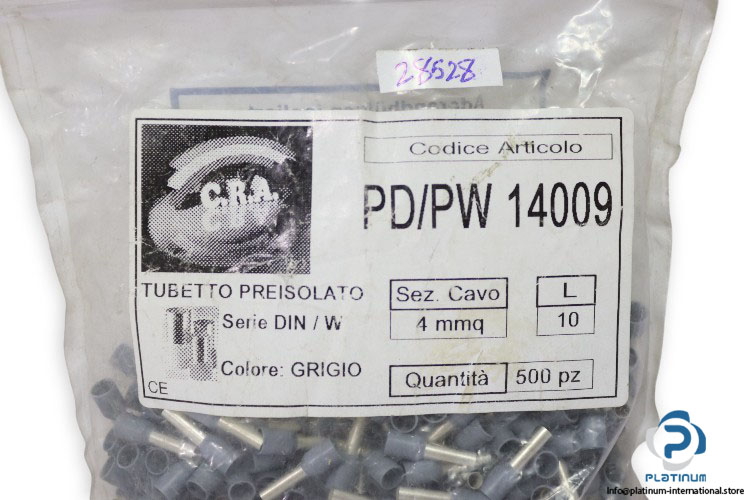 28528
Codice Articolo
C.R.A.
PD/PW 14009
TUBETTO PREISOLATO
Serie DIN / W
Colore: GRIGIO
CE
Sez. Cavo
4 mmq
L
10
Quantità
500 pz
PLATINUM
info@platinum-international.store